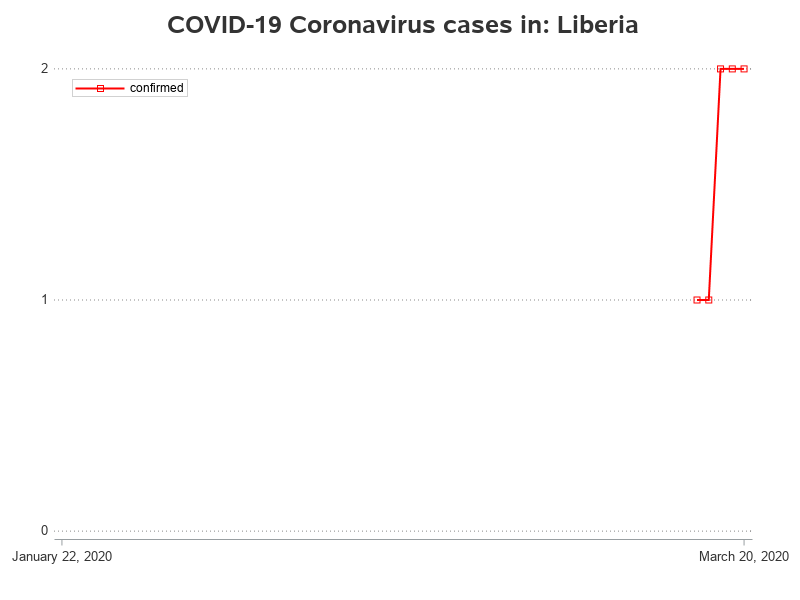 COVID-19 Coronavirus cases in: Liberia
2
confirmed
1
0
January 22, 2020
March 20, 2020